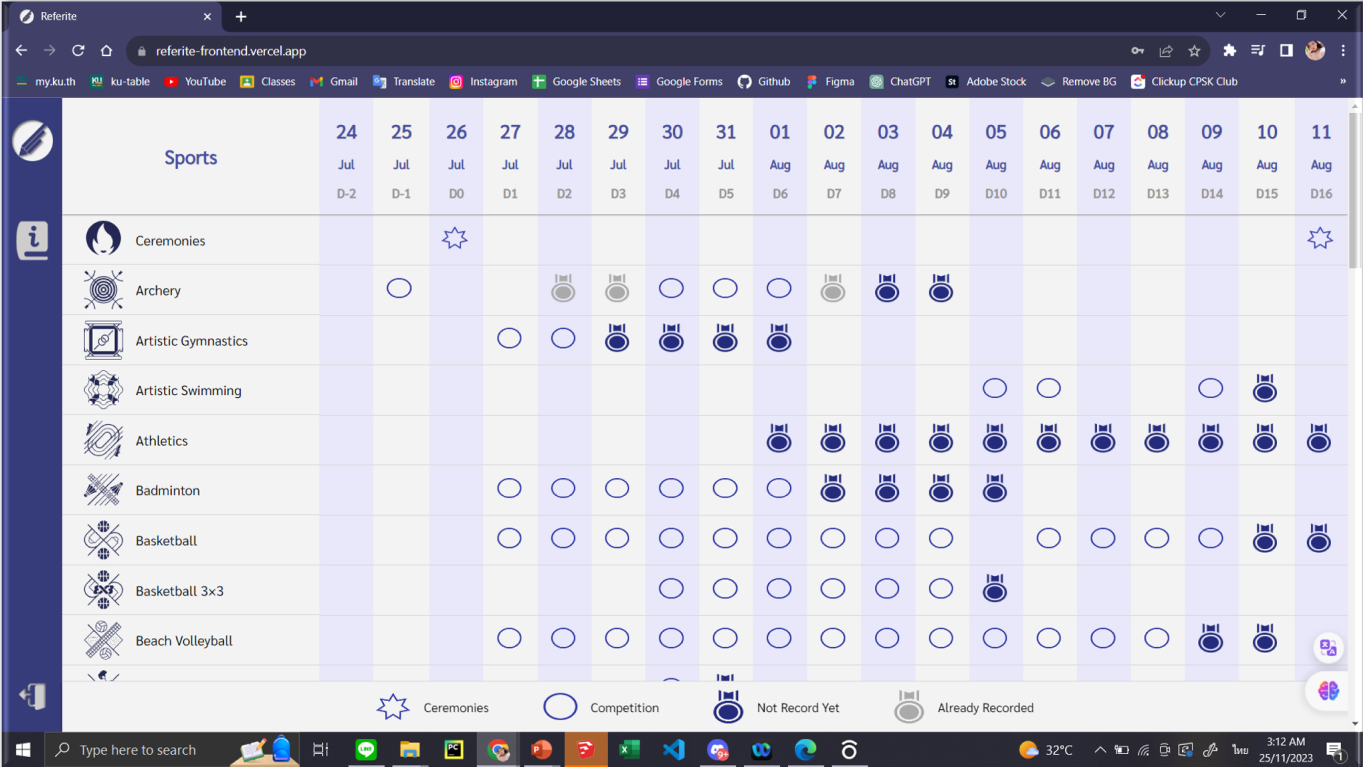 Referite
referite-frontend.vercel.app
my.ku.th KU ku-table YouTube Classes Gmail Translate Instagram Google Sheets Google Forms Github Figma ChatGPT St Adobe Stock Remove BG Clickup CPSK Club »
Sports
24 25 26 27 28 29 30 31 01 02 03 04 05 06 07 08 09 10 11
Jul Jul Jul Jul Jul Jul Jul Jul Aug Aug Aug Aug Aug Aug Aug Aug Aug Aug Aug
D-2 D-1 D0 D1 D2 D3 D4 D5 D6 D7 D8 D9 D10 D11 D12 D13 D14 D15 D16
Ceremonies
Archery
Artistic Gymnastics
Artistic Swimming
Athletics
Badminton
Basketball
3x3 Basketball 3×3
Beach Volleyball
Ceremonies Competition Not Record Yet Already Recorded
Type here to search PC 9+ 32°C ไทย 3:12 AM
25/11/2023 1